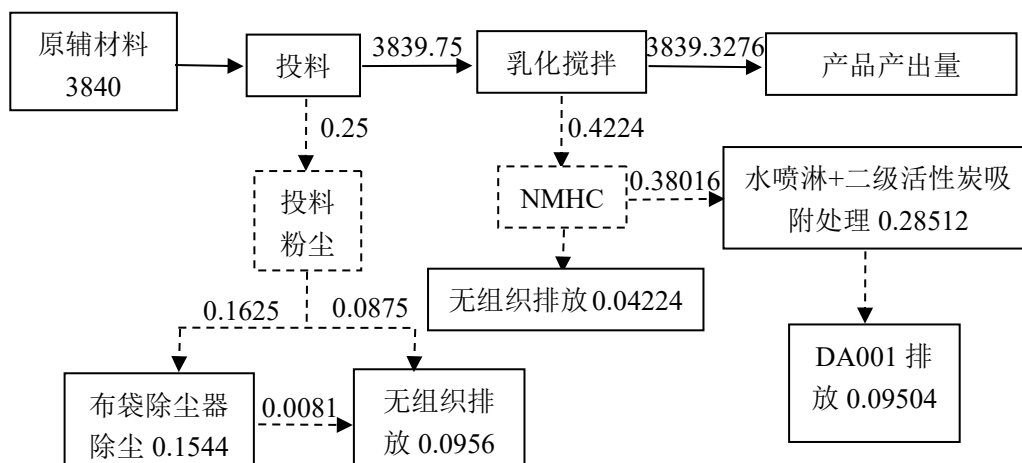 原辅材料
3840
投料
3839.75
乳化搅拌
3839.3276
产品产出量
0.25
0.4224
投料
粉尘
NMHC
0.38016
水喷淋+二级活性炭吸
附处理 0.28512
无组织排放 0.04224
0.1625
0.0875
DA001 排
放 0.09504
布袋除尘器
除尘 0.1544
0.0081
无组织排
放 0.0956